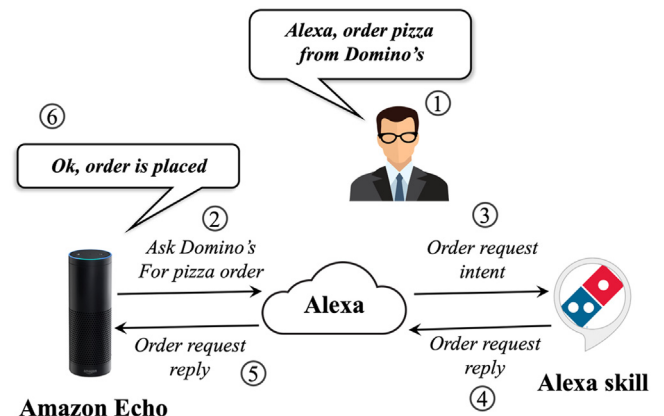 Alexa, order pizza
from Domino's
①
⑥
Ok, order is placed
②
Ask Domino's
For pizza order
③
Order request
intent
Alexa
Order request
reply
⑤
Order request
reply
④
Amazon Echo
Alexa skill